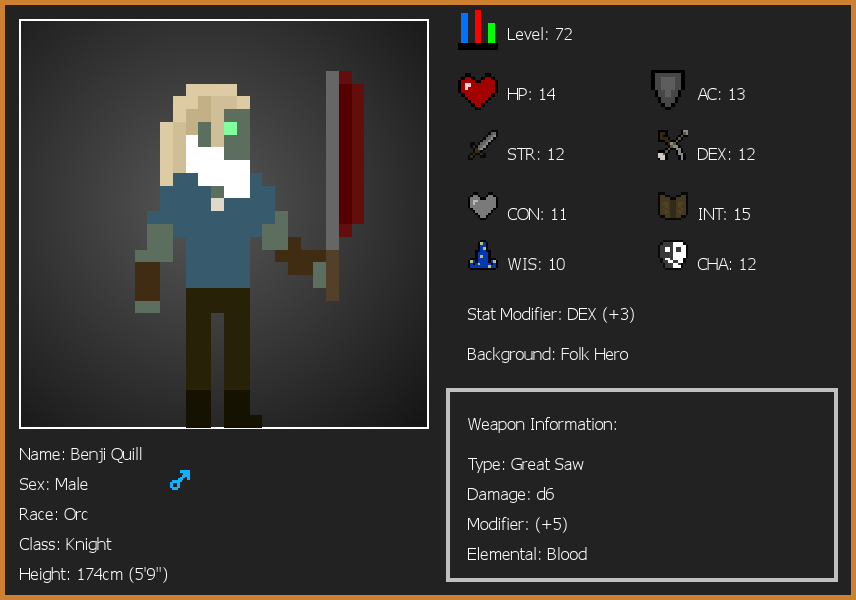 Level: 72
HP: 14
AC: 13
STR: 12
DEX: 12
CON: 11
INT: 15
WIS: 10
CHA: 12
Stat Modifier: DEX (+3)
Background: Folk Hero
Weapon Information:
Type: Great Saw
Damage: d6
Modifier: (+5)
Elemental: Blood
Name: Benji Quill
Sex: Male
Race: Orc
Class: Knight
Height: 174cm (5'9")